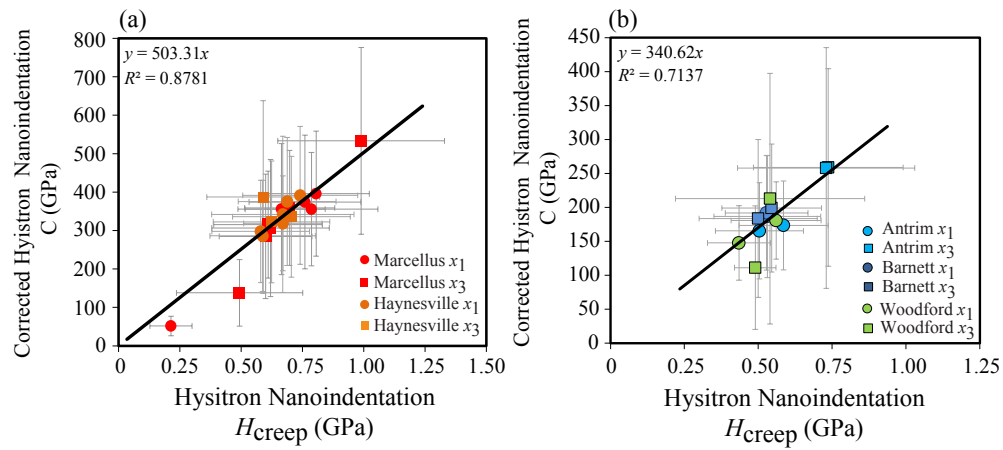 (a)
y = 503.31x
R² = 0.8781
Corrected Hyistron Nanoindentation
C (GPa)
800
700
600
500
400
300
200
100
0
Marcellus x1
Marcellus x3
Haynesville x1
Haynesville x3
0 0.25 0.50 0.75 1.00 1.25 1.50
Hysitron Nanoindentation
Hcreep (GPa)
(b)
y = 340.62x
R² = 0.7137
Corrected Hyistron Nanoindentation
C (GPa)
450
400
350
300
250
200
150
100
50
0
Antrim x1
Antrim x3
Barnett x1
Barnett x3
Woodford x1
Woodford x3
0 0.25 0.50 0.75 1.00 1.25
Hysitron Nanoindentation
Hcreep (GPa)